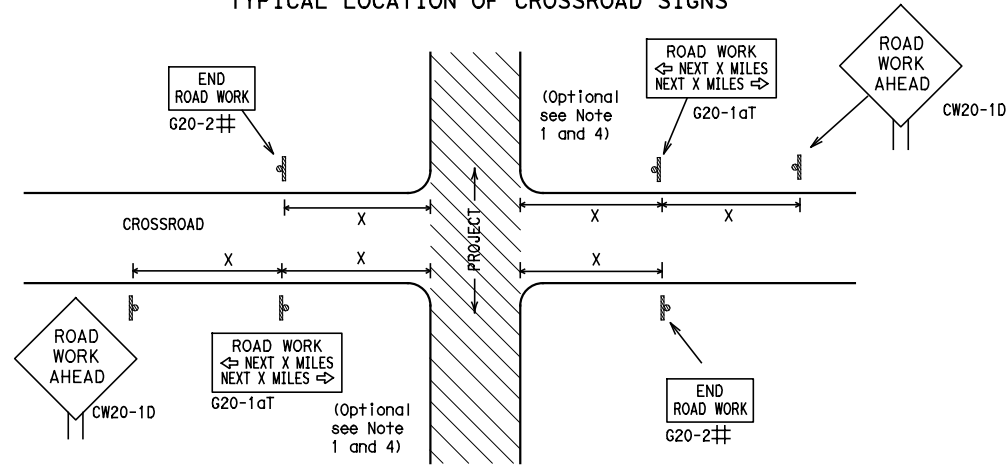 TYPICAL LOCATION OF CROSSROAD SIGNS
END
ROAD WORK
G20-2#
(Optional
see Note
1 and 4)
ROAD WORK
⇦ NEXT X MILES
NEXT X MILES ⇨
G20-1aT
ROAD
WORK
AHEAD
CW20-1D
X
X
X
CROSSROAD
PROJECT
X
X
X
ROAD
WORK
AHEAD
CW20-1D
ROAD WORK
⇦ NEXT X MILES
NEXT X MILES ⇨
G20-1aT
(Optional
see Note
1 and 4)
END
ROAD WORK
G20-2#